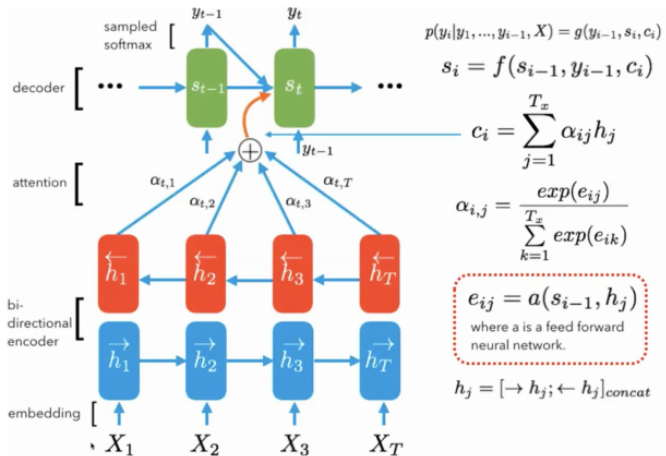 y_{t-1} y_t
sampled
softmax
decoder ••• s_{t-1} s_t •••
y_{t-1}
attention
α_{t,1} α_{t,2} α_{t,3} α_{t,T}
bi-
directional
encoder
←h_1 ←h_2 ←h_3 ←h_T
→h_1 →h_2 →h_3 →h_T
embedding
X_1 X_2 X_3 X_T
p(y_i|y_1,...,y_{i-1}, X) = g(y_{i-1}, s_i, c_i)
s_i = f(s_{i-1}, y_{i-1}, c_i)
c_i = \sum_{j=1}^{T_x} α_{ij} h_j
α_{i,j} = \frac{exp(e_{ij})}{\sum_{k=1}^{T_x} exp(e_{ik})}
e_{ij} = a(s_{i-1}, h_j)
where a is a feed forward
neural network.
h_j = [→ h_j; ← h_j]_{concat}